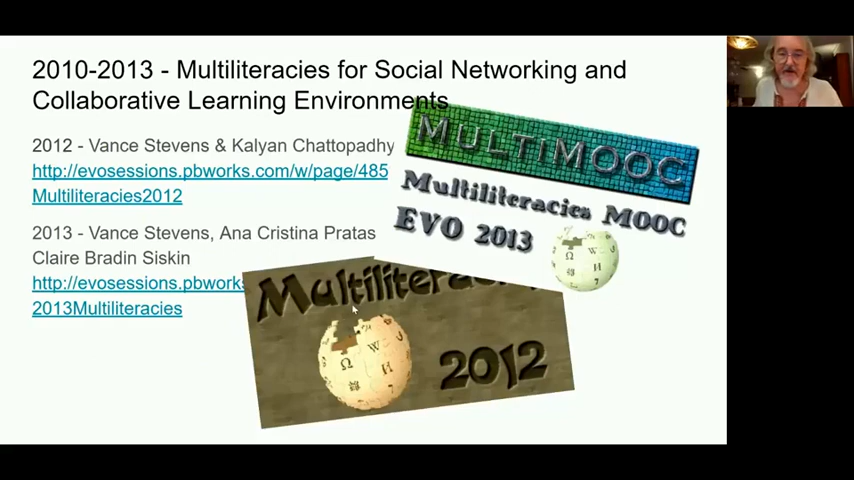 2010-2013 - Multiliteracies for Social Networking and
Collaborative Learning Environments
2012 - Vance Stevens & Kalyan Chattopadhy
http://evosessions.pbworks.com/w/page/485
Multiliteracies2012
2013 - Vance Stevens, Ana Cristina Pratas
Claire Bradin Siskin
http://evosessions.pbworks
2013Multiliteracies
MULTIMOOC
Multiliteracies MOOC
EVO 2013
Ω W
И
2012
Ω W
И